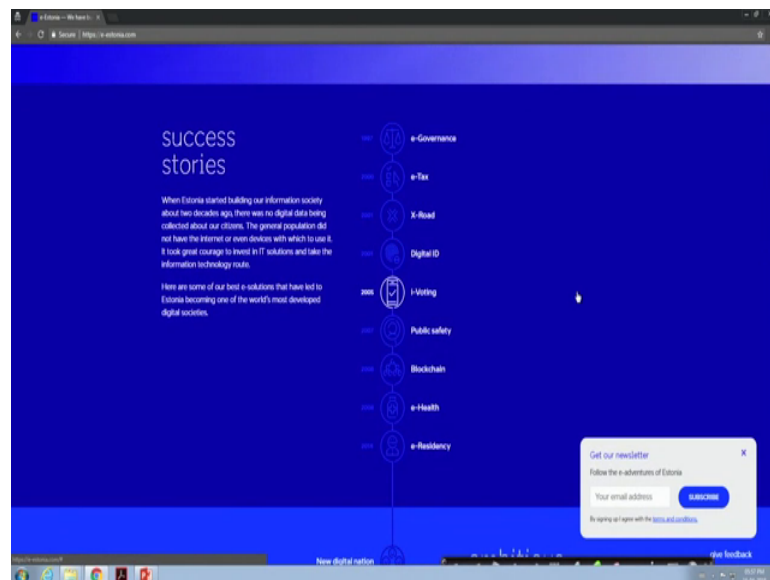 e-Estonia — We have bu
Secure | https://e-estonia.com
success
stories
When Estonia started building our information society
about two decades ago, there was no digital data being
collected about our citizens. The general population did
not have the internet or even devices with which to use it.
It took great courage to invest in IT solutions and take the
information technology route.
Here are some of our best e-solutions that have led to
Estonia becoming one of the world's most developed
digital societies.
e-Governance
e-Tax
X-Road
Digital ID
2005 i-Voting
Public safety
Blockchain
e-Health
e-Residency
Get our newsletter x
Follow the e-adventures of Estonia
Your email address SUBSCRIBE
By signing up I agree with the terms and conditions.
New digital nation
give feedback